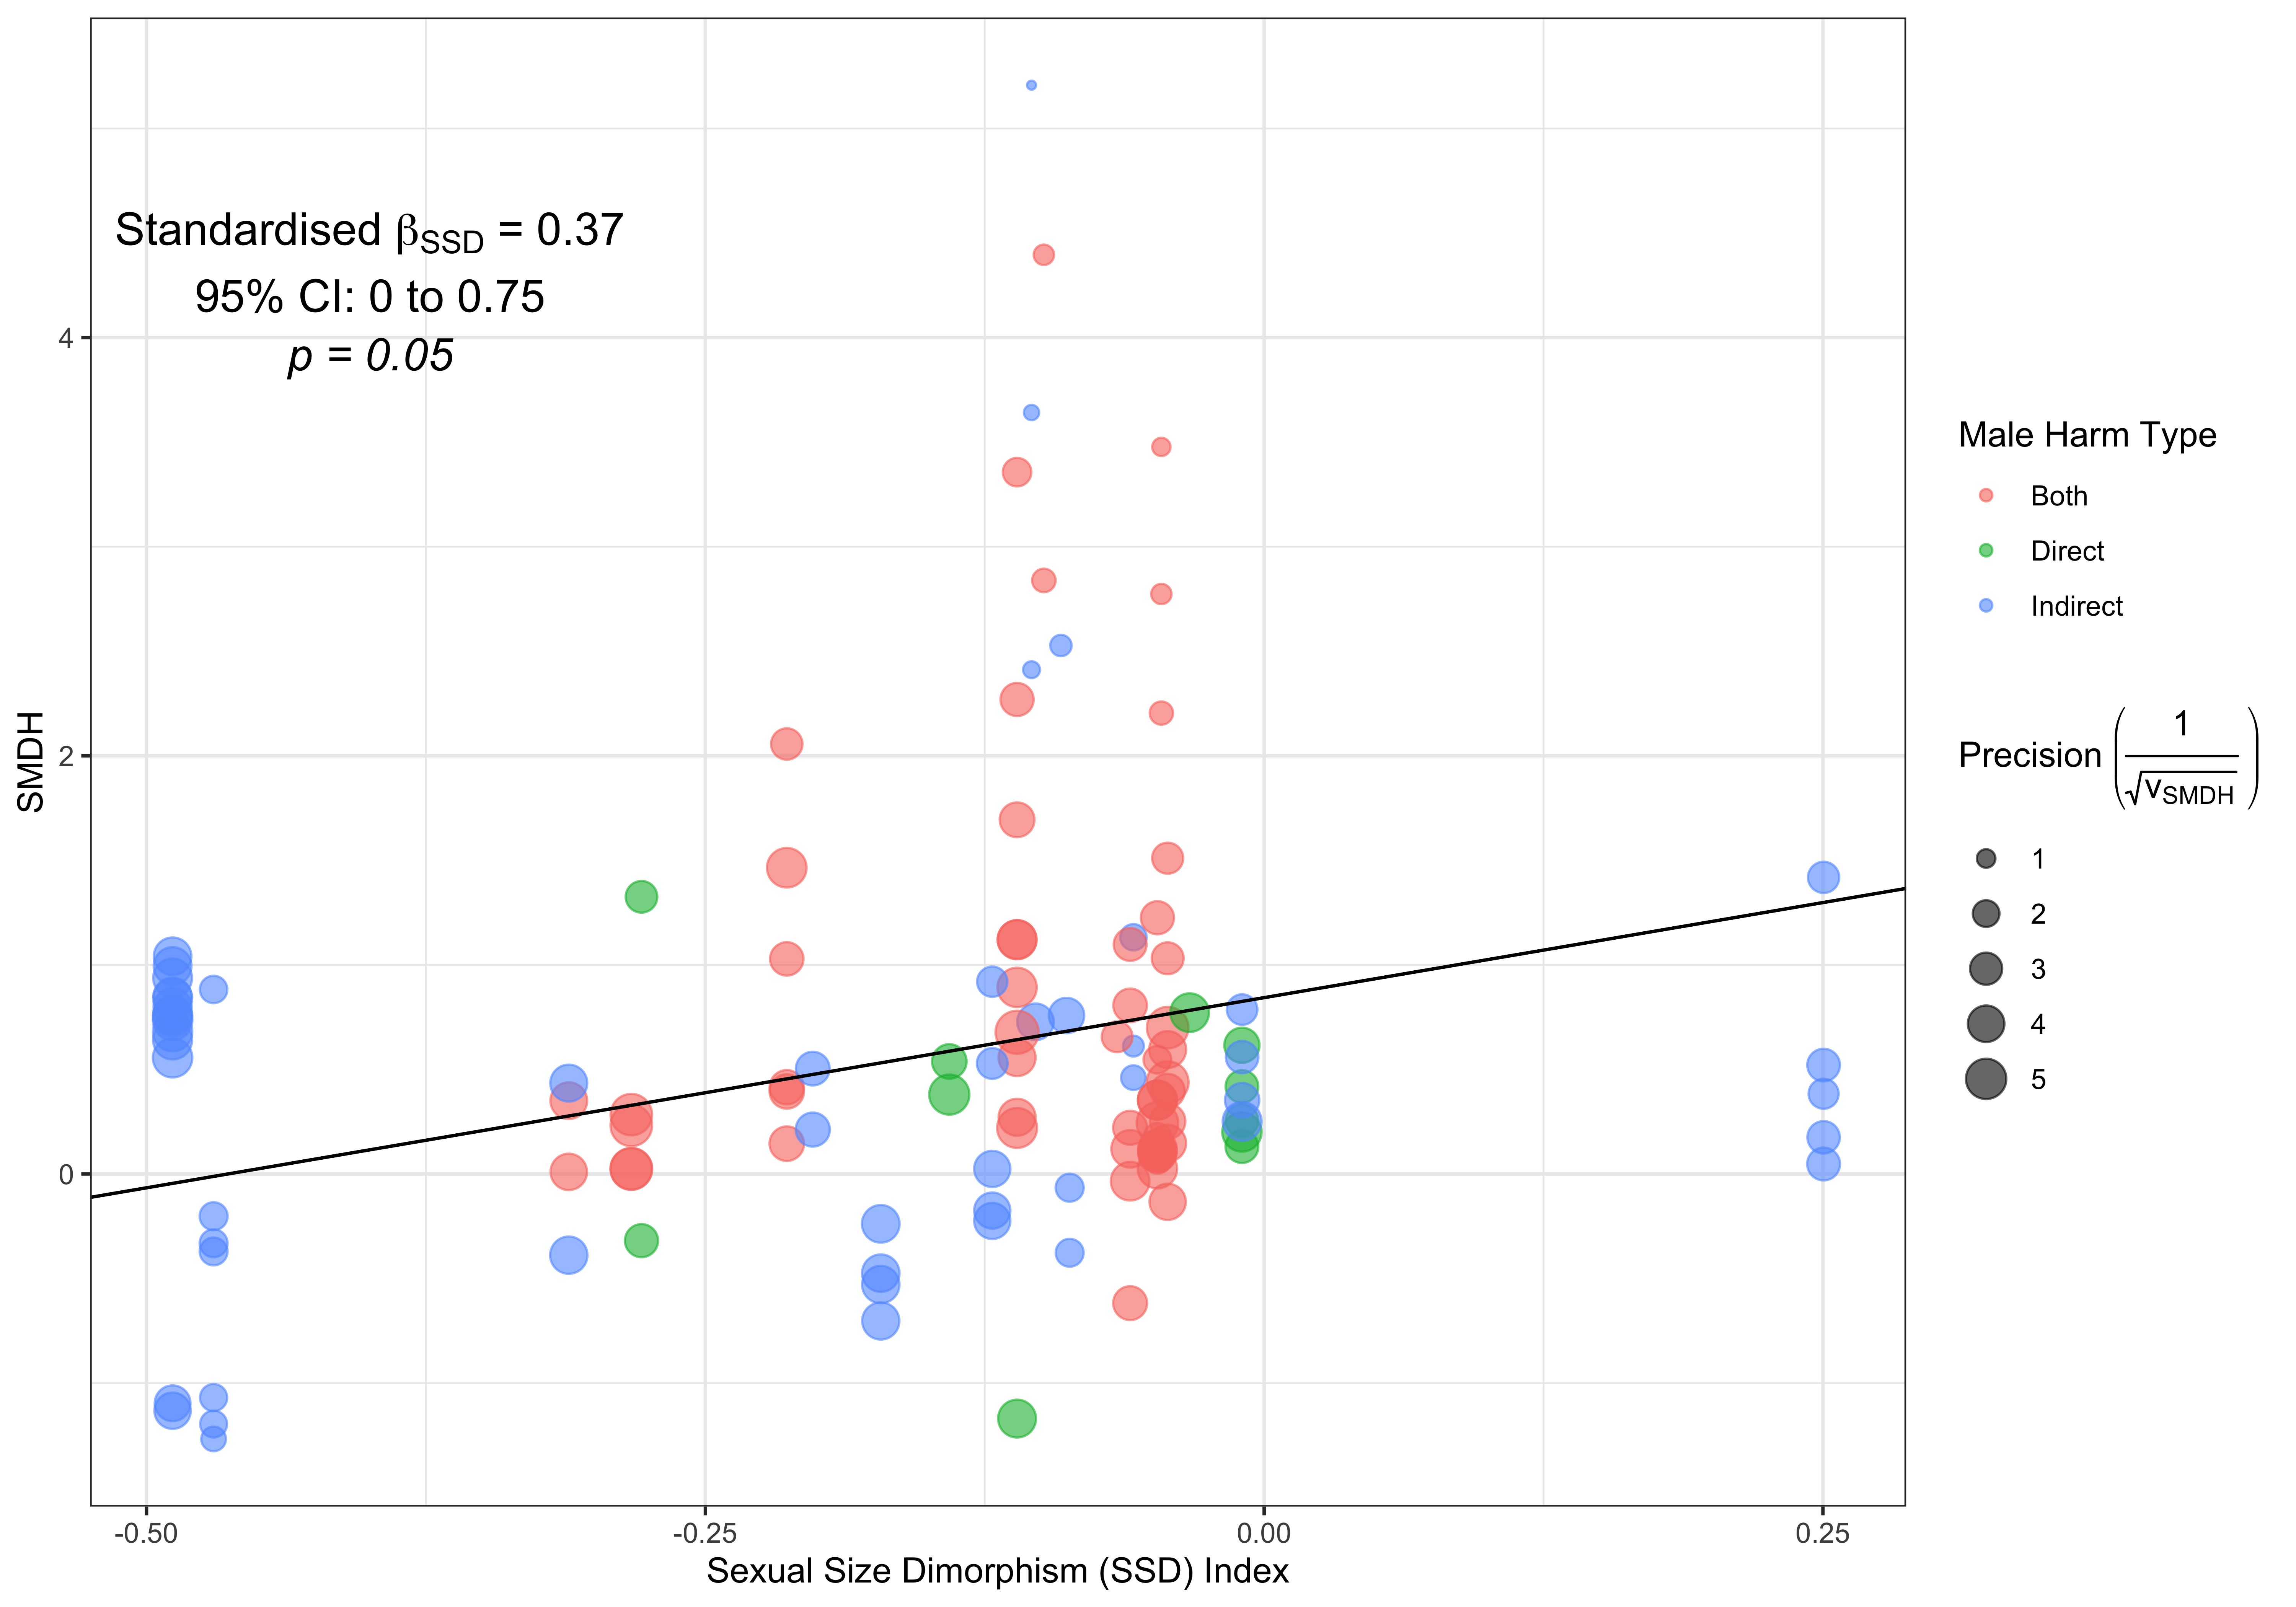 Standardised βSSD = 0.37
95% CI: 0 to 0.75
p = 0.05
4
2
0
SMDH
-0.50
-0.25
0.00
0.25
Sexual Size Dimorphism (SSD) Index
Male Harm Type
Both
Direct
Indirect
Precision (1/√vSMDH)
1
2
3
4
5